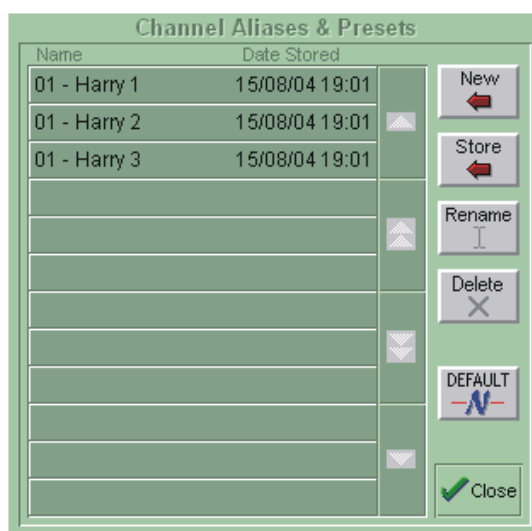 Channel Aliases & Presets
Name Date Stored
01 - Harry 1 15/08/04 19:01
01 - Harry 2 15/08/04 19:01
01 - Harry 3 15/08/04 19:01
New
Store
Rename
Delete
DEFAULT
Close